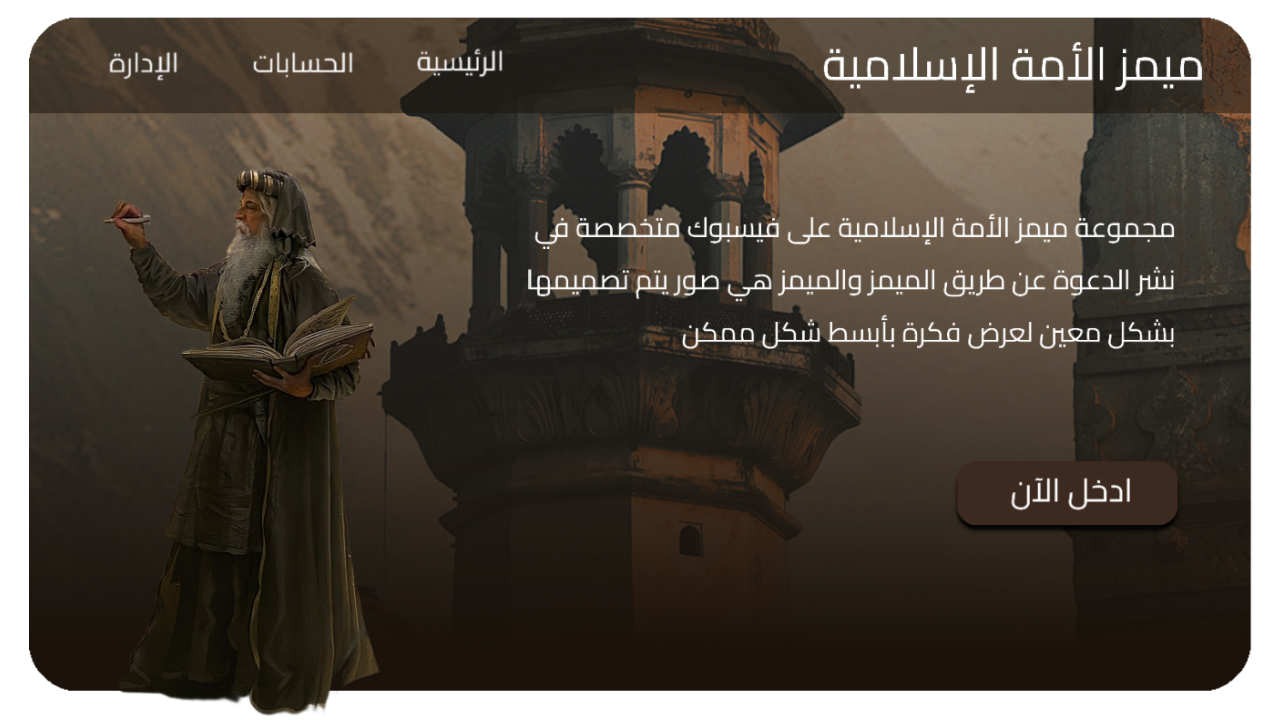 ميمز الأمة الإسلامية
الرئيسية
الحسابات
الإدارة
مجموعة ميمز الأمة الإسلامية على فيسبوك متخصصة في
نشر الدعوة عن طريق الميمز والميمز هي صور يتم تصميمها
بشكل معين لعرض فكرة بأبسط شكل ممكن
ادخل الآن